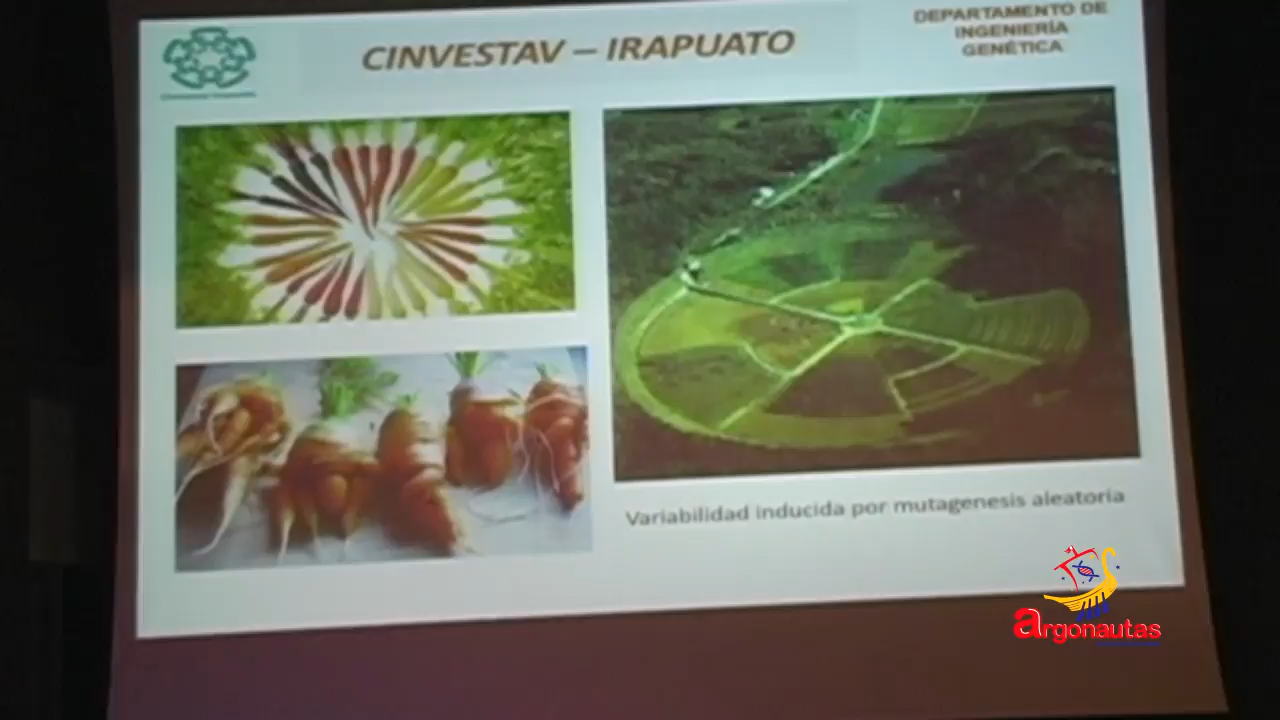 CINVESTAV – IRAPUATO
DEPARTAMENTO DE
INGENIERÍA
GENÉTICA
Variabilidad inducida por mutagenesis aleatoria
argonautas